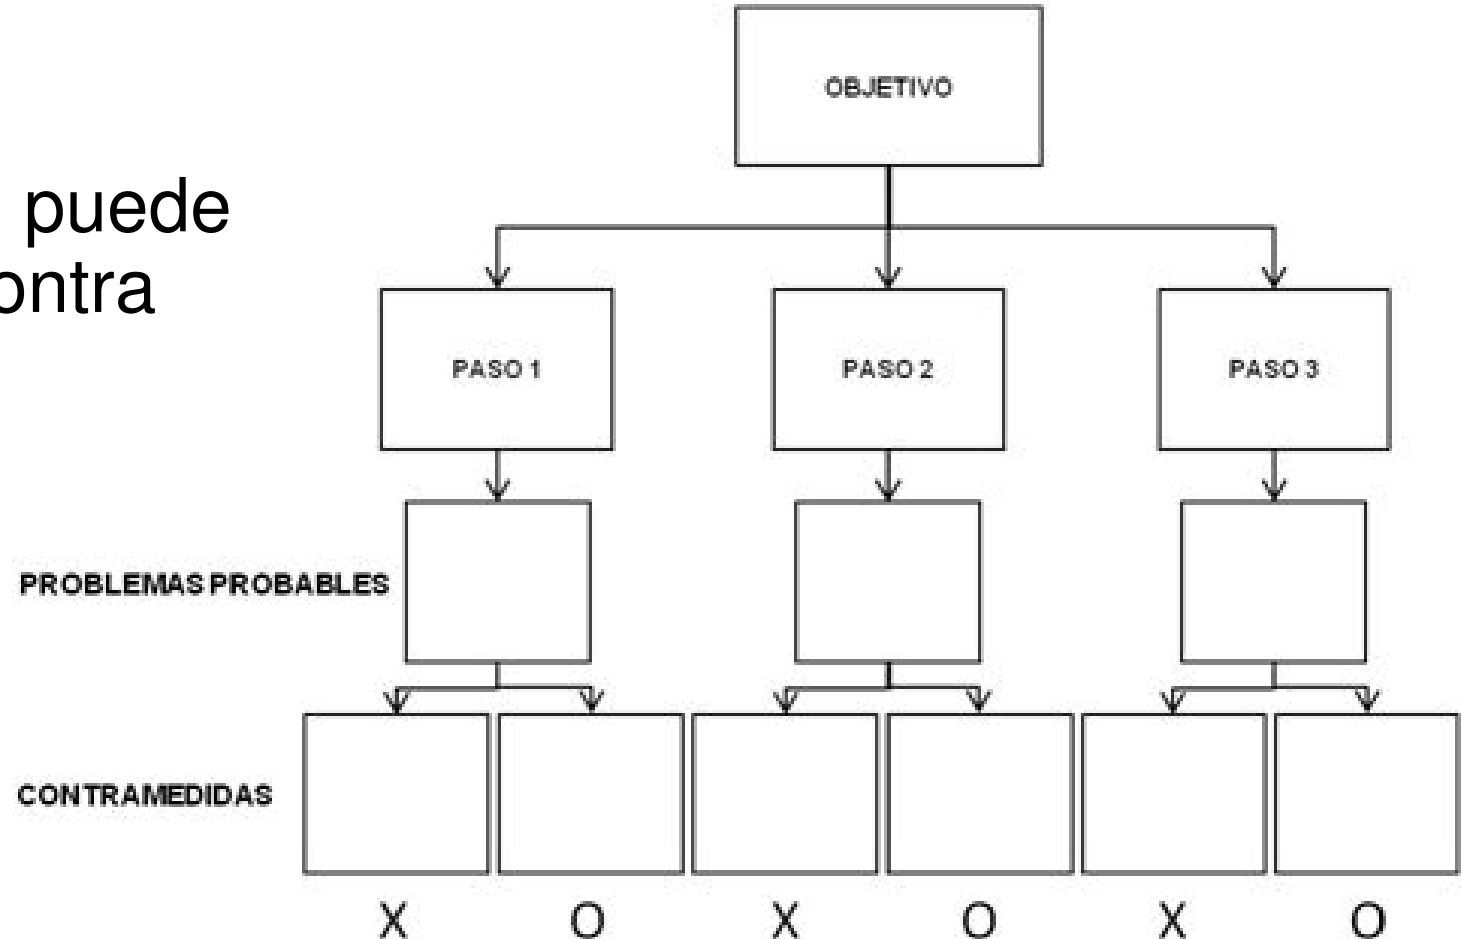 OBJETIVO
puede
ontra
PASO 1
PASO 2
PASO 3
PROBLEMAS PROBABLES
CONTRAMEDIDAS
X O X O X O